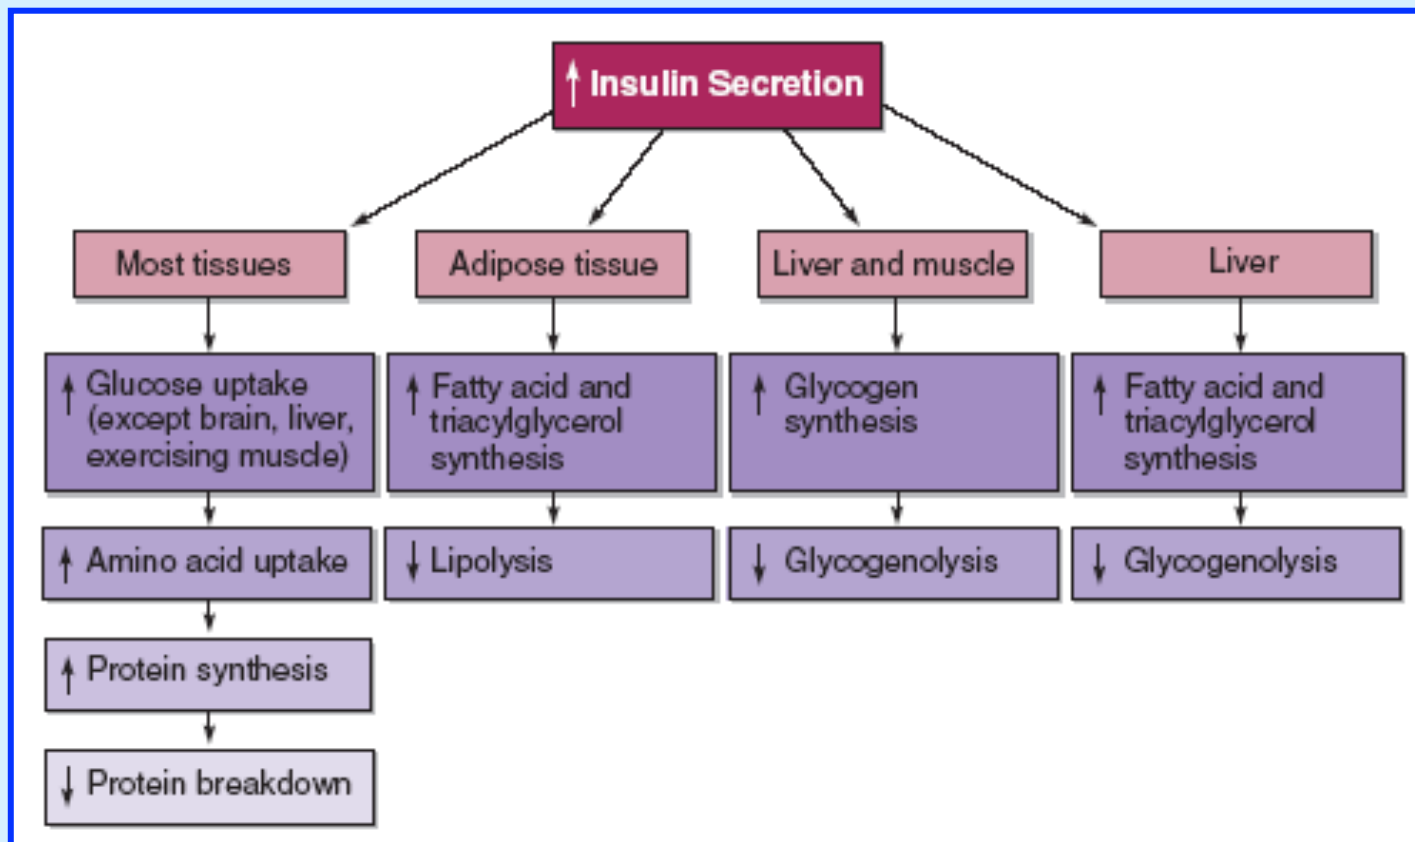 ↑ Insulin Secretion
Most tissues
Adipose tissue
Liver and muscle
Liver
↑ Glucose uptake
(except brain, liver,
exercising muscle)
↑ Fatty acid and
triacylglycerol
synthesis
↑ Glycogen
synthesis
↑ Fatty acid and
triacylglycerol
synthesis
↑ Amino acid uptake
↓ Lipolysis
↓ Glycogenolysis
↓ Glycogenolysis
↑ Protein synthesis
↓ Protein breakdown